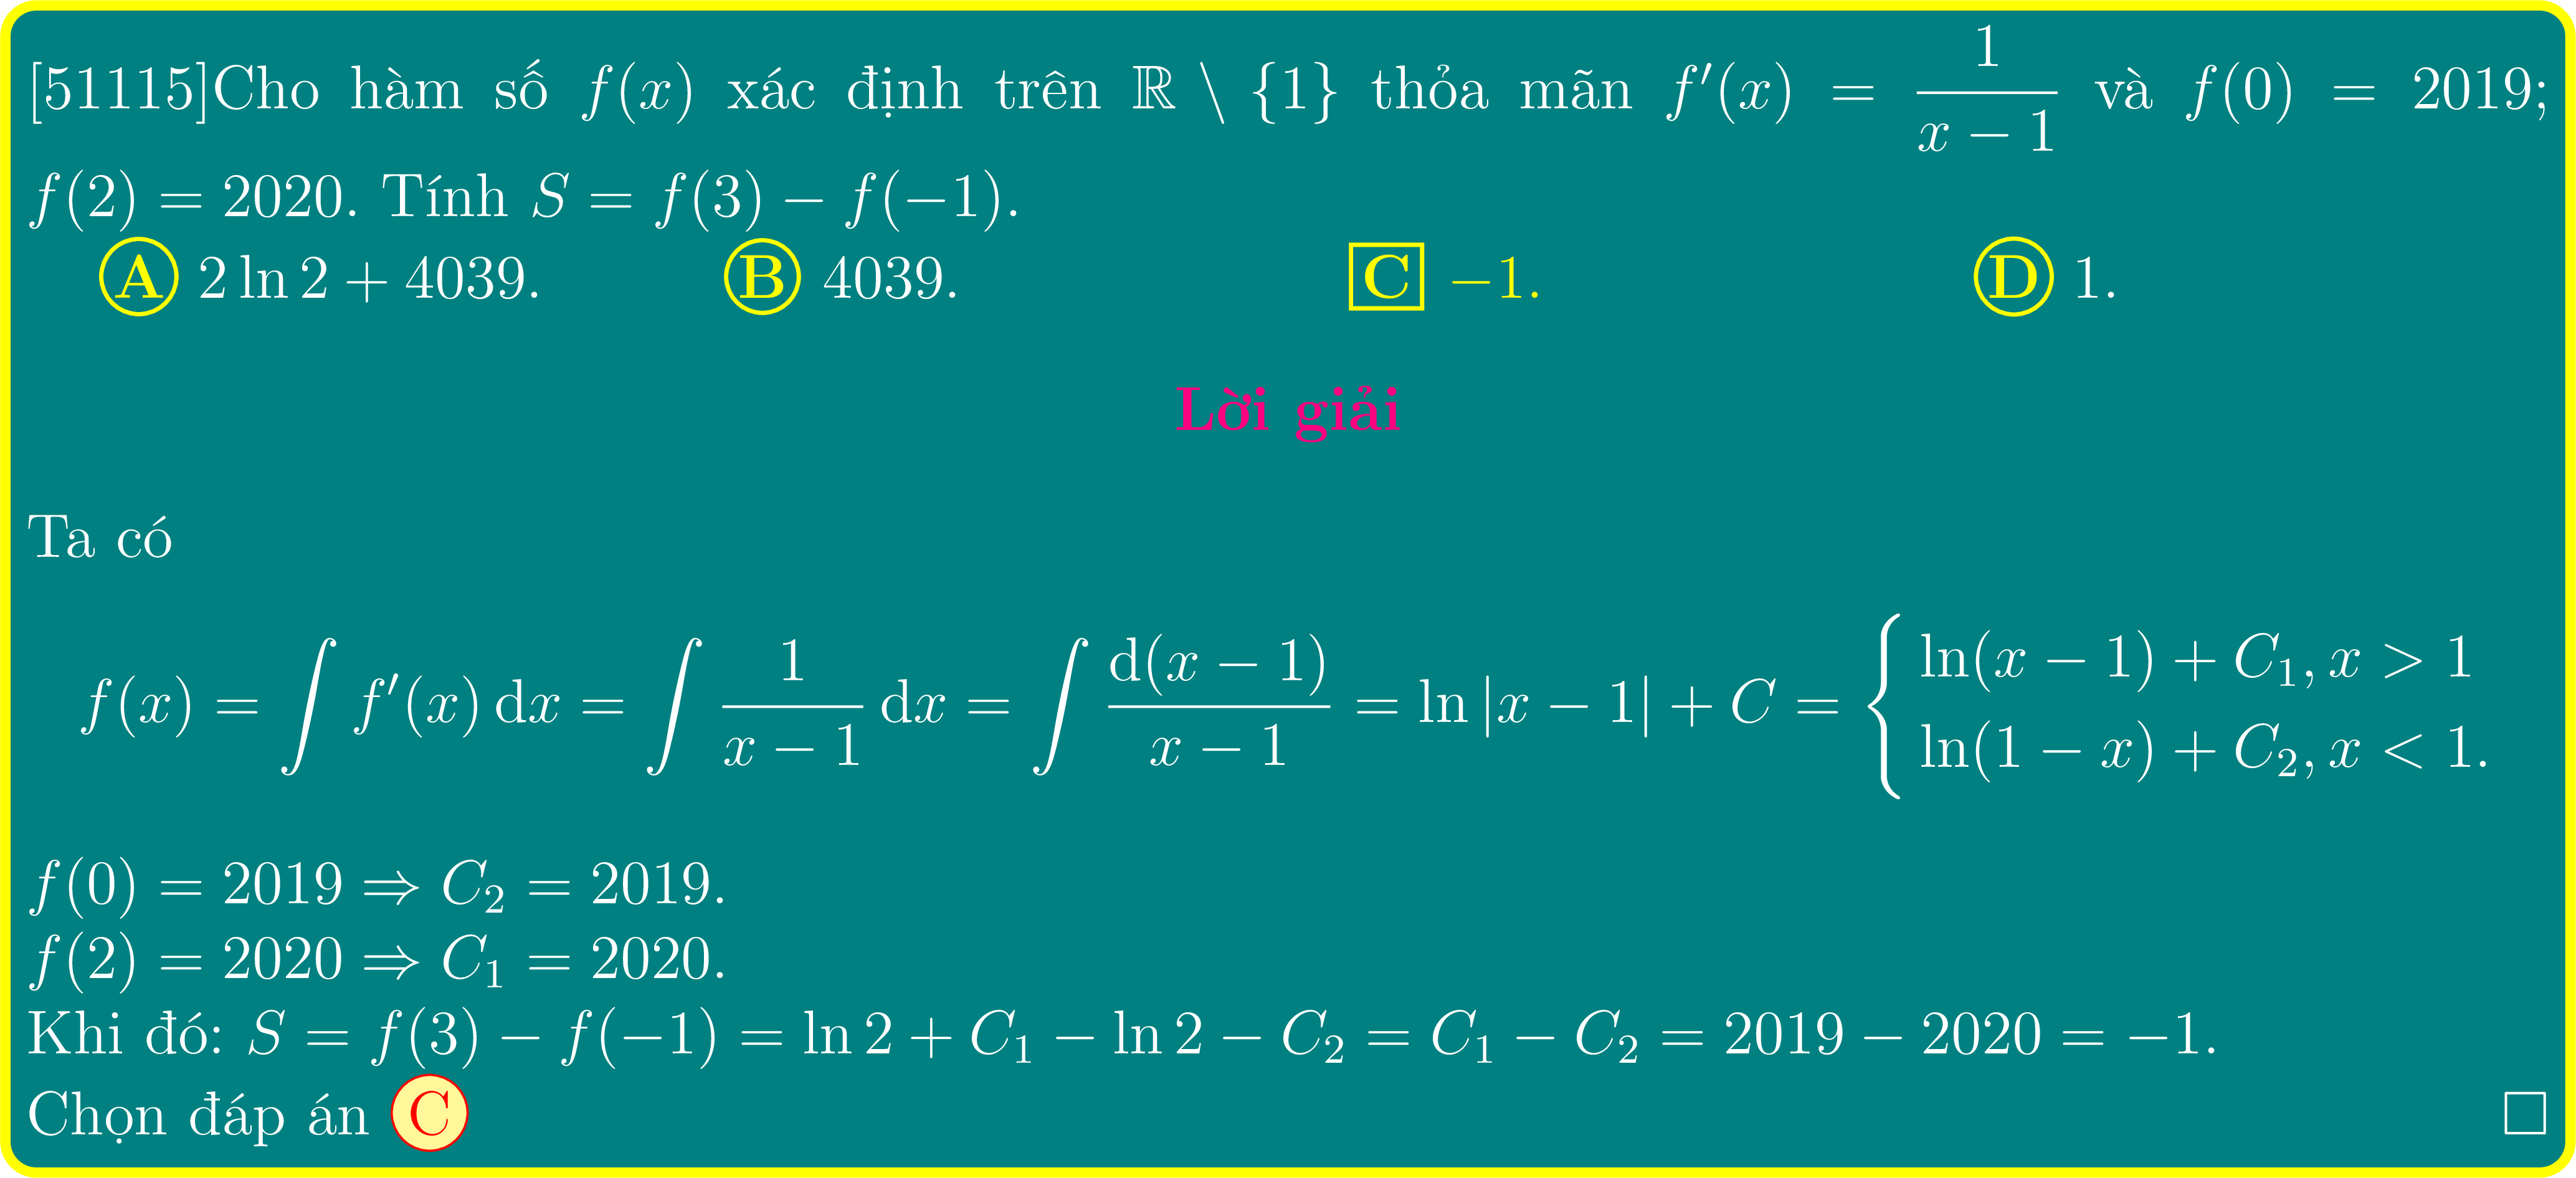 [51115]Cho hàm số f(x) xác định trên ℝ \ {1} thỏa mãn f′(x) = \frac{1}{x − 1} và f(0) = 2019;
f(2) = 2020. Tính S = f(3) − f(−1).
A 2 ln 2 + 4039. B 4039. C −1. D 1.
Lời giải
Ta có
f(x) = ∫ f′(x) dx = ∫ \frac{1}{x − 1} dx = ∫ \frac{d(x − 1)}{x − 1} = ln |x − 1| + C = { ln(x − 1) + C₁, x > 1
ln(1 − x) + C₂, x < 1.
f(0) = 2019 ⇒ C₂ = 2019.
f(2) = 2020 ⇒ C₁ = 2020.
Khi đó: S = f(3) − f(−1) = ln 2 + C₁ − ln 2 − C₂ = C₁ − C₂ = 2019 − 2020 = −1.
Chọn đáp án C □